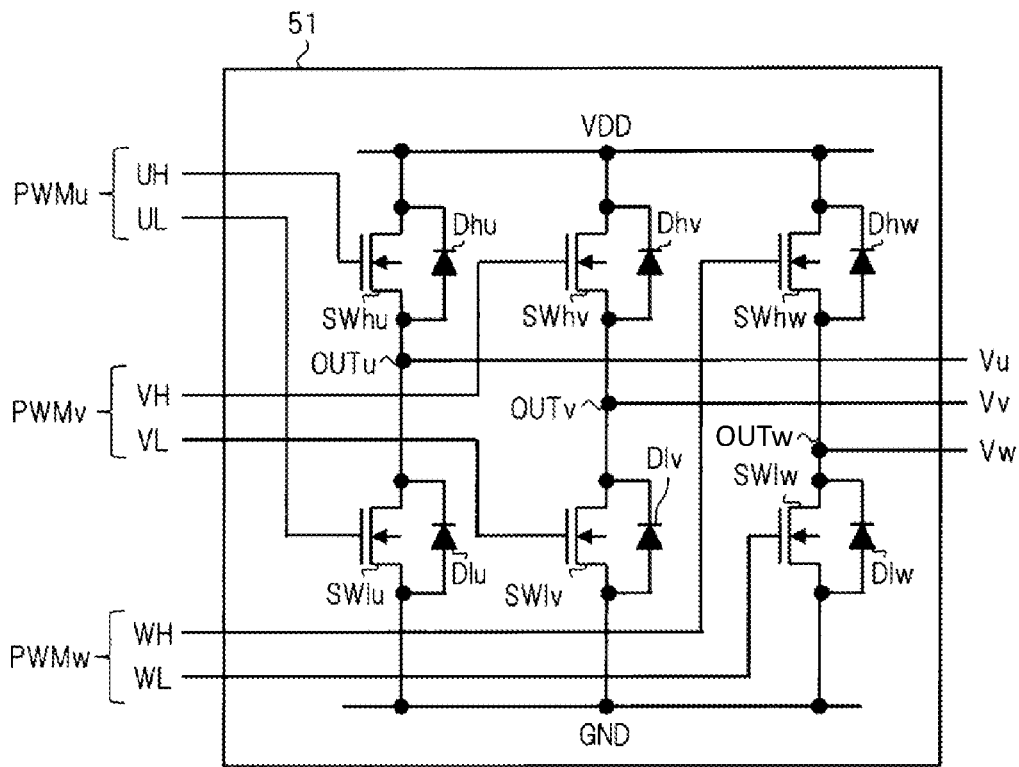 51
VDD
PWMu
UH
UL
Dhu
Dhv
Dhw
SWhu
SWhv
SWhw
OUTu
Vu
PWMv
VH
VL
OUTv
Vv
OUTw
Vw
Dlv
SWlw
SWlu
Dlu
SWlv
Dlw
PWMw
WH
WL
GND